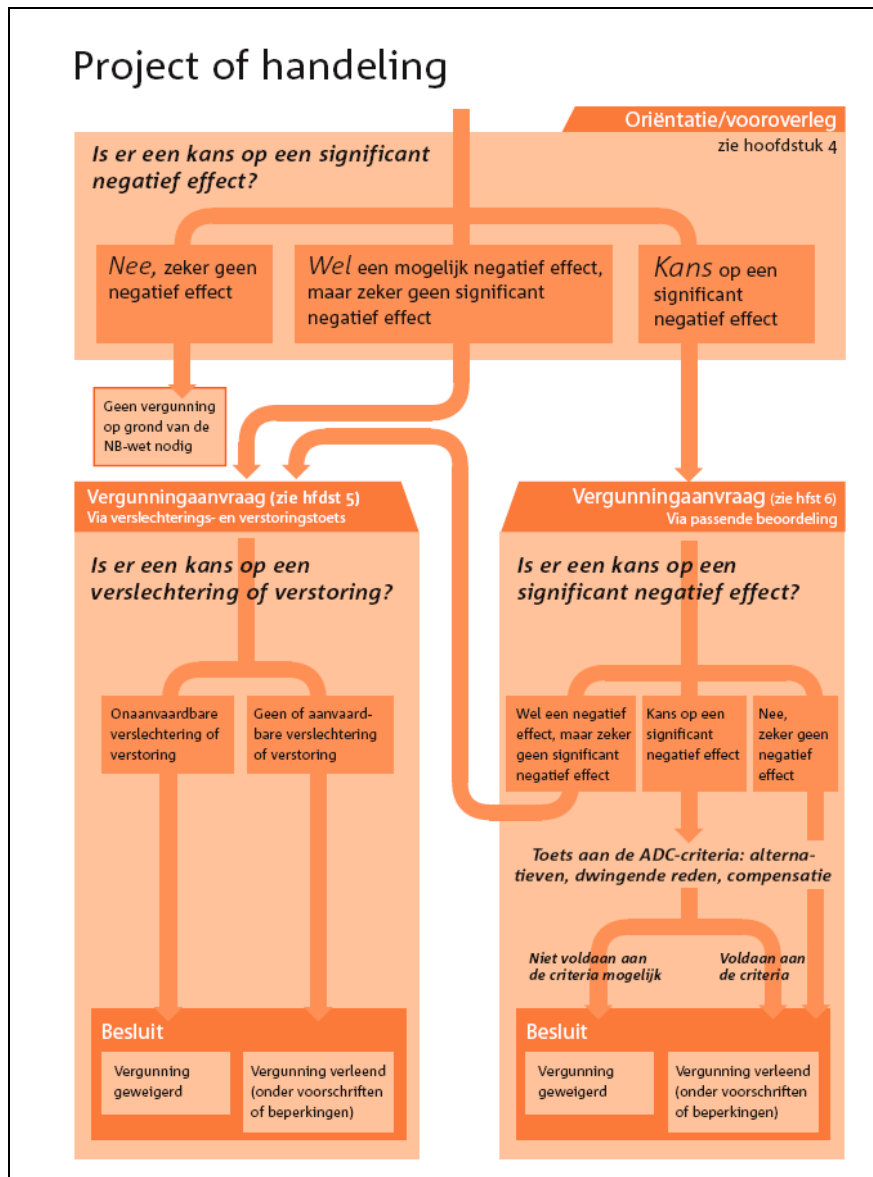 Project of handeling
Oriëntatie/vooroverleg
zie hoofdstuk 4
Is er een kans op een significant
negatief effect?
Nee, zeker geen
negatief effect
Wel een mogelijk negatief effect,
maar zeker geen significant
negatief effect
Kans op een
significant
negatief effect
Geen vergunning
op grond van de
NB-wet nodig
Vergunningaanvraag (zie hfdst 5)
Via verslechterings- en verstoringstoets
Is er een kans op een
verslechtering of verstoring?
Onaanvaardbare
verslechtering of
verstoring
Geen of aanvaard-
bare verslechtering
of verstoring
Besluit
Vergunning
geweigerd
Vergunning verleend
(onder voorschriften
of beperkingen)
Vergunningaanvraag (zie hfst 6)
Via passende beoordeling
Is er een kans op een
significant negatief effect?
Wel een negatief
effect, maar zeker
geen significant
negatief effect
Kans op een
significant
negatief effect
Nee,
zeker geen
negatief
effect
Toets aan de ADC-criteria: alterna-
tieven, dwingende reden, compensatie
Niet voldaan aan
de criteria mogelijk
Voldaan aan
de criteria
Besluit
Vergunning
geweigerd
Vergunning verleend
(onder voorschriften
of beperkingen)